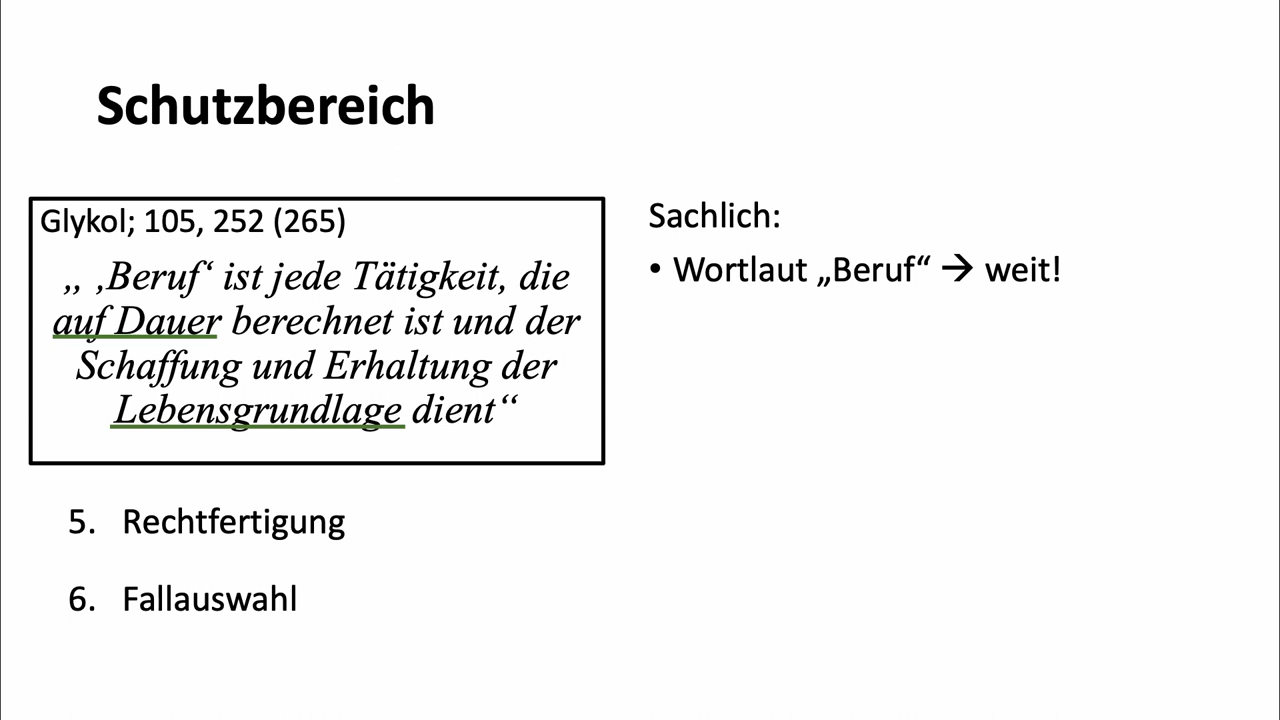 Schutzbereich
Glykol; 105, 252 (265)
„ ‚Beruf‘ ist jede Tätigkeit, die
auf Dauer berechnet ist und der
Schaffung und Erhaltung der
Lebensgrundlage dient“
5. Rechtfertigung
6. Fallauswahl
Sachlich:
• Wortlaut „Beruf“ → weit!